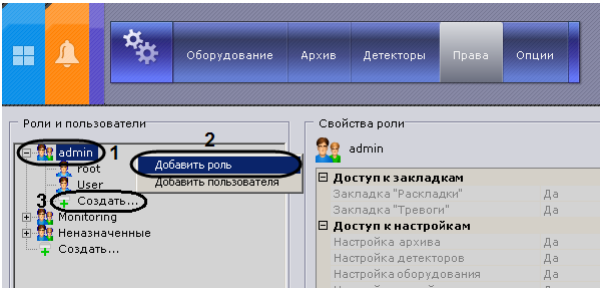 Оборудование Архив Детекторы Права Опции
Роли и пользователи
admin 1
2
root
Добавить роль
User
Добавить пользователя
3 Создать...
Monitoring
Неназначенные
Создать...
Свойства роли
admin
Доступ к закладкам
Закладка "Раскладки" Да
Закладка "Тревоги" Да
Доступ к настройкам
Настройка архива Да
Настройка детекторов Да
Настройка оборудования Да